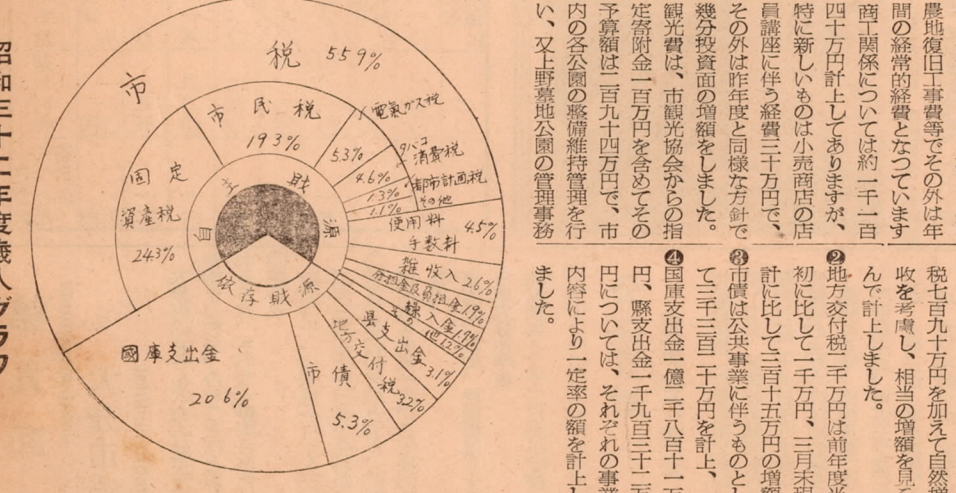 農地復旧工事費等でその外は年
間の経常的経費となつています
商工関係については約一千一百
四十万円計上してありますが、
特に新しいものは小売商店の店
員講座に伴う経費三十万円で、
その外は昨年度と同様な方針で
幾分投資面の増額をしました。
観光費は、市観光協会からの指
定寄附金一百万円を含めてその
予算額は二百九十四万円で、市
内の各公園の整備維持管理を行
い、又上野墓地公園の管理事務
税七百九十万円を加えて自然増
收を考慮し、相当の増額を見こ
んで計上しました。
❷地方交付税二千万円は前年度当
初に比して一千万円、三月末現
計に比して三百十五万円の増額
❸市債は公共事業に伴うものとし
て三千三百二十万円を計上、
❹国庫支出金一億二千八百十一万
円、縣支出金一千九百三十二万
円については、それぞれの事業
内容により一定率の額を計上し
ました。
市税 55.9%
市民税
19.3%
電氣ガス税
5.3%
タバコ消費税
4.6%
都市計画税
1.3%
その他
1.1%
固定資産税
24.3%
使用料
手数料
4.5%
雑收入 2.6%
分担金及負担金 1.9%
繰入金 1.9%
その他 1.2%
縣支出金 3.1%
地方交付税 3.2%
市債
5.3%
國庫支出金
20.6%
自主財源
依存財源
昭和三十二年度歳入グラフ